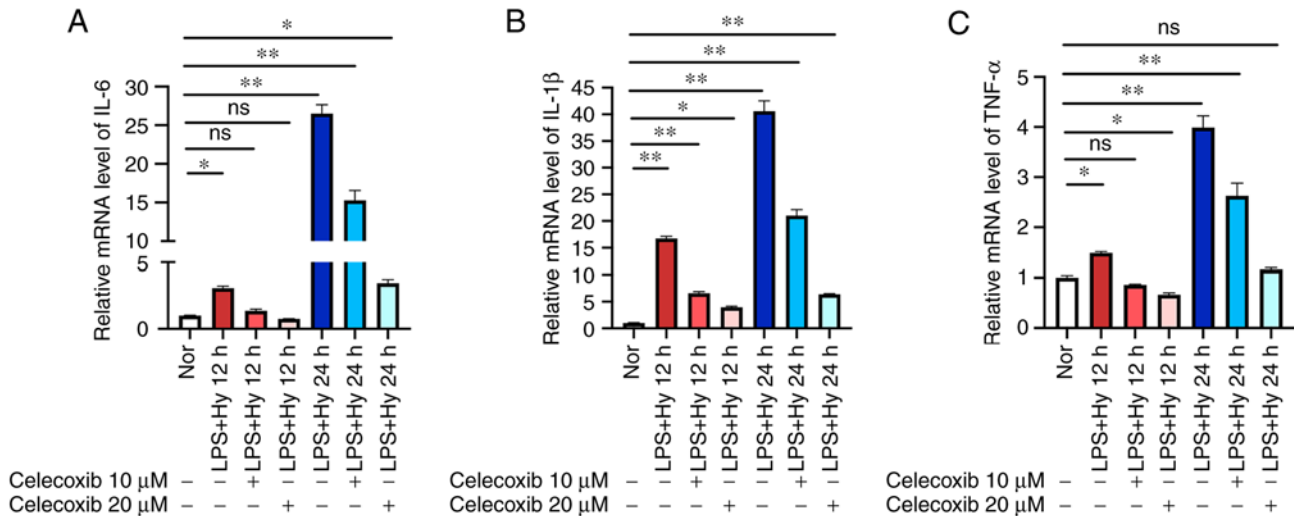 A
*
**
**
ns
ns
*
Relative mRNA level of IL-6
30
25
20
15
10
5
0
Nor
LPS+Hy 12 h
LPS+Hy 12 h
LPS+Hy 12 h
LPS+Hy 24 h
LPS+Hy 24 h
LPS+Hy 24 h
Celecoxib 10 μM – – + – – + –
Celecoxib 20 μM – – – + – – +
B
**
**
**
*
**
**
Relative mRNA level of IL-1β
45
40
35
30
25
20
15
10
5
0
Nor
LPS+Hy 12 h
LPS+Hy 12 h
LPS+Hy 12 h
LPS+Hy 24 h
LPS+Hy 24 h
LPS+Hy 24 h
Celecoxib 10 μM – – + – – + –
Celecoxib 20 μM – – – + – – +
C
ns
**
**
*
ns
*
Relative mRNA level of TNF-α
5
4
3
2
1
0
Nor
LPS+Hy 12 h
LPS+Hy 12 h
LPS+Hy 12 h
LPS+Hy 24 h
LPS+Hy 24 h
LPS+Hy 24 h
Celecoxib 10 μM – – + – – + –
Celecoxib 20 μM – – – + – – +